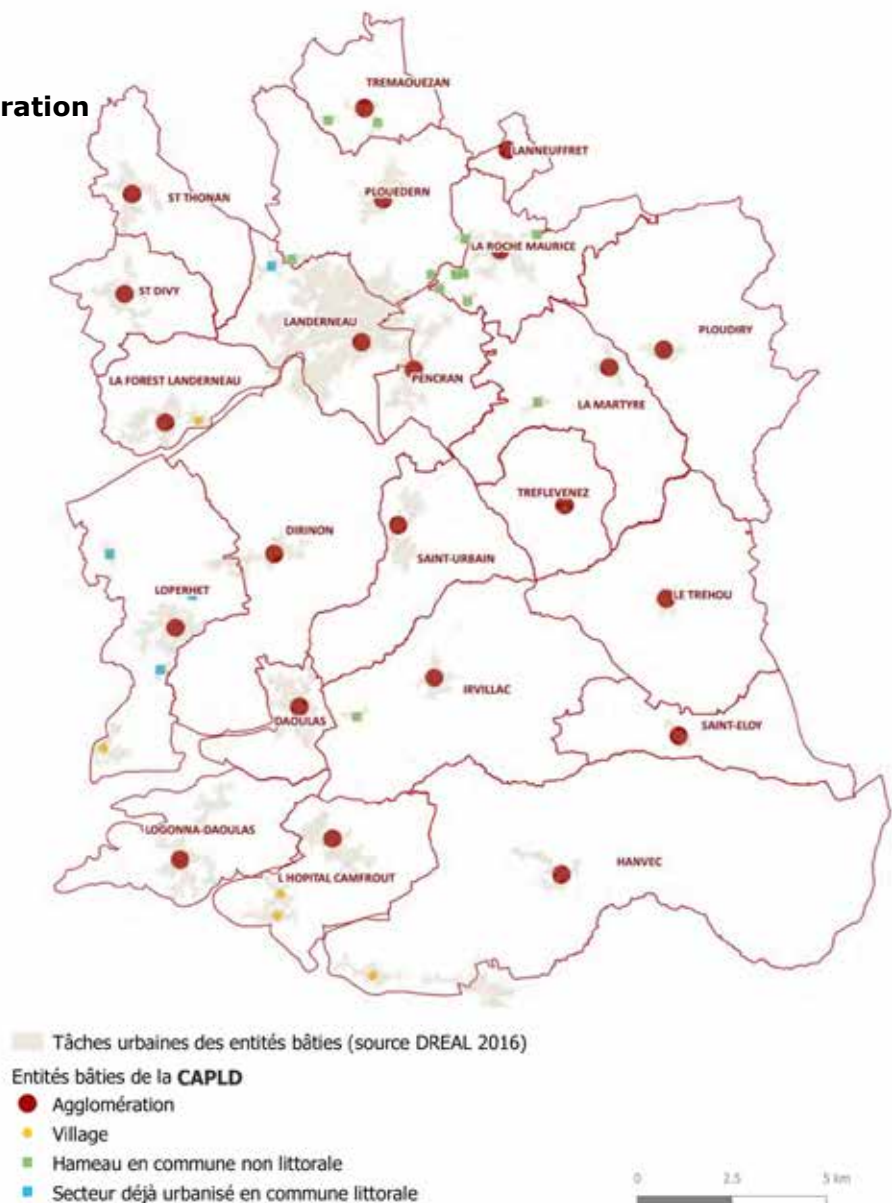 ration
TREMAOUEZAN
LANNEUFFRET
ST THONAN
PLOUEDERN
LA ROCHE MAURICE
ST DIVY
LANDERNEAU
PLOUDIRY
PENCRAN
LA FOREST LANDERNEAU
LA MARTYRE
TREFLEVENEZ
DIRINON
SAINT-URBAIN
LOPERHET
LE TREHOU
IRVILLAC
DAOULAS
SAINT-ELOY
LOGONNA-DAOULAS
L HOPITAL CAMFROUT
HANVEC
Tâches urbaines des entités bâties (source DREAL 2016)
Entités bâties de la CAPLD
Agglomération
Village
Hameau en commune non littorale
Secteur déjà urbanisé en commune littorale
0 2.5 5 km